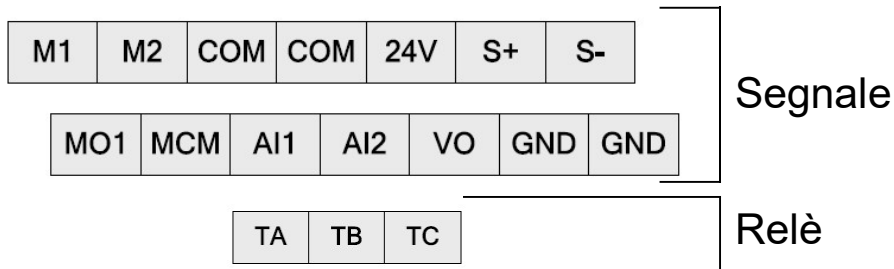 M1 M2 COM COM 24V S+ S-
Segnale
MO1 MCM AI1 AI2 VO GND GND
TA TB TC
Relè